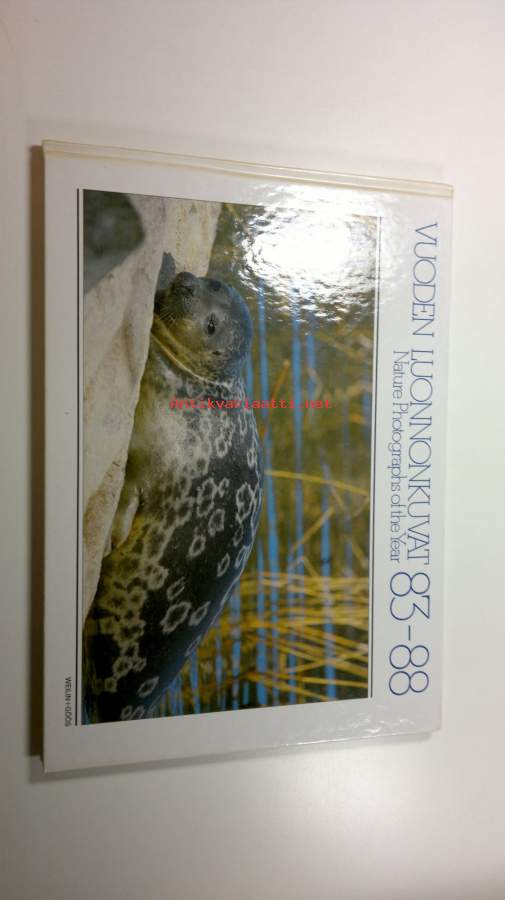 VUODEN LUONNONKUVAT 83-88
Nature Photographs of the Year
Antikvariaatti.net
WEILIN+GÖÖS